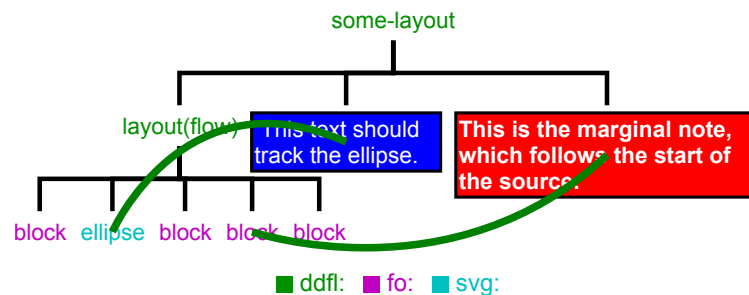 some-layout
layout(flow)
This text should
track the ellipse.
This is the marginal note,
which follows the start of
the source.
block ellipse block block block
ddfl: fo: svg: